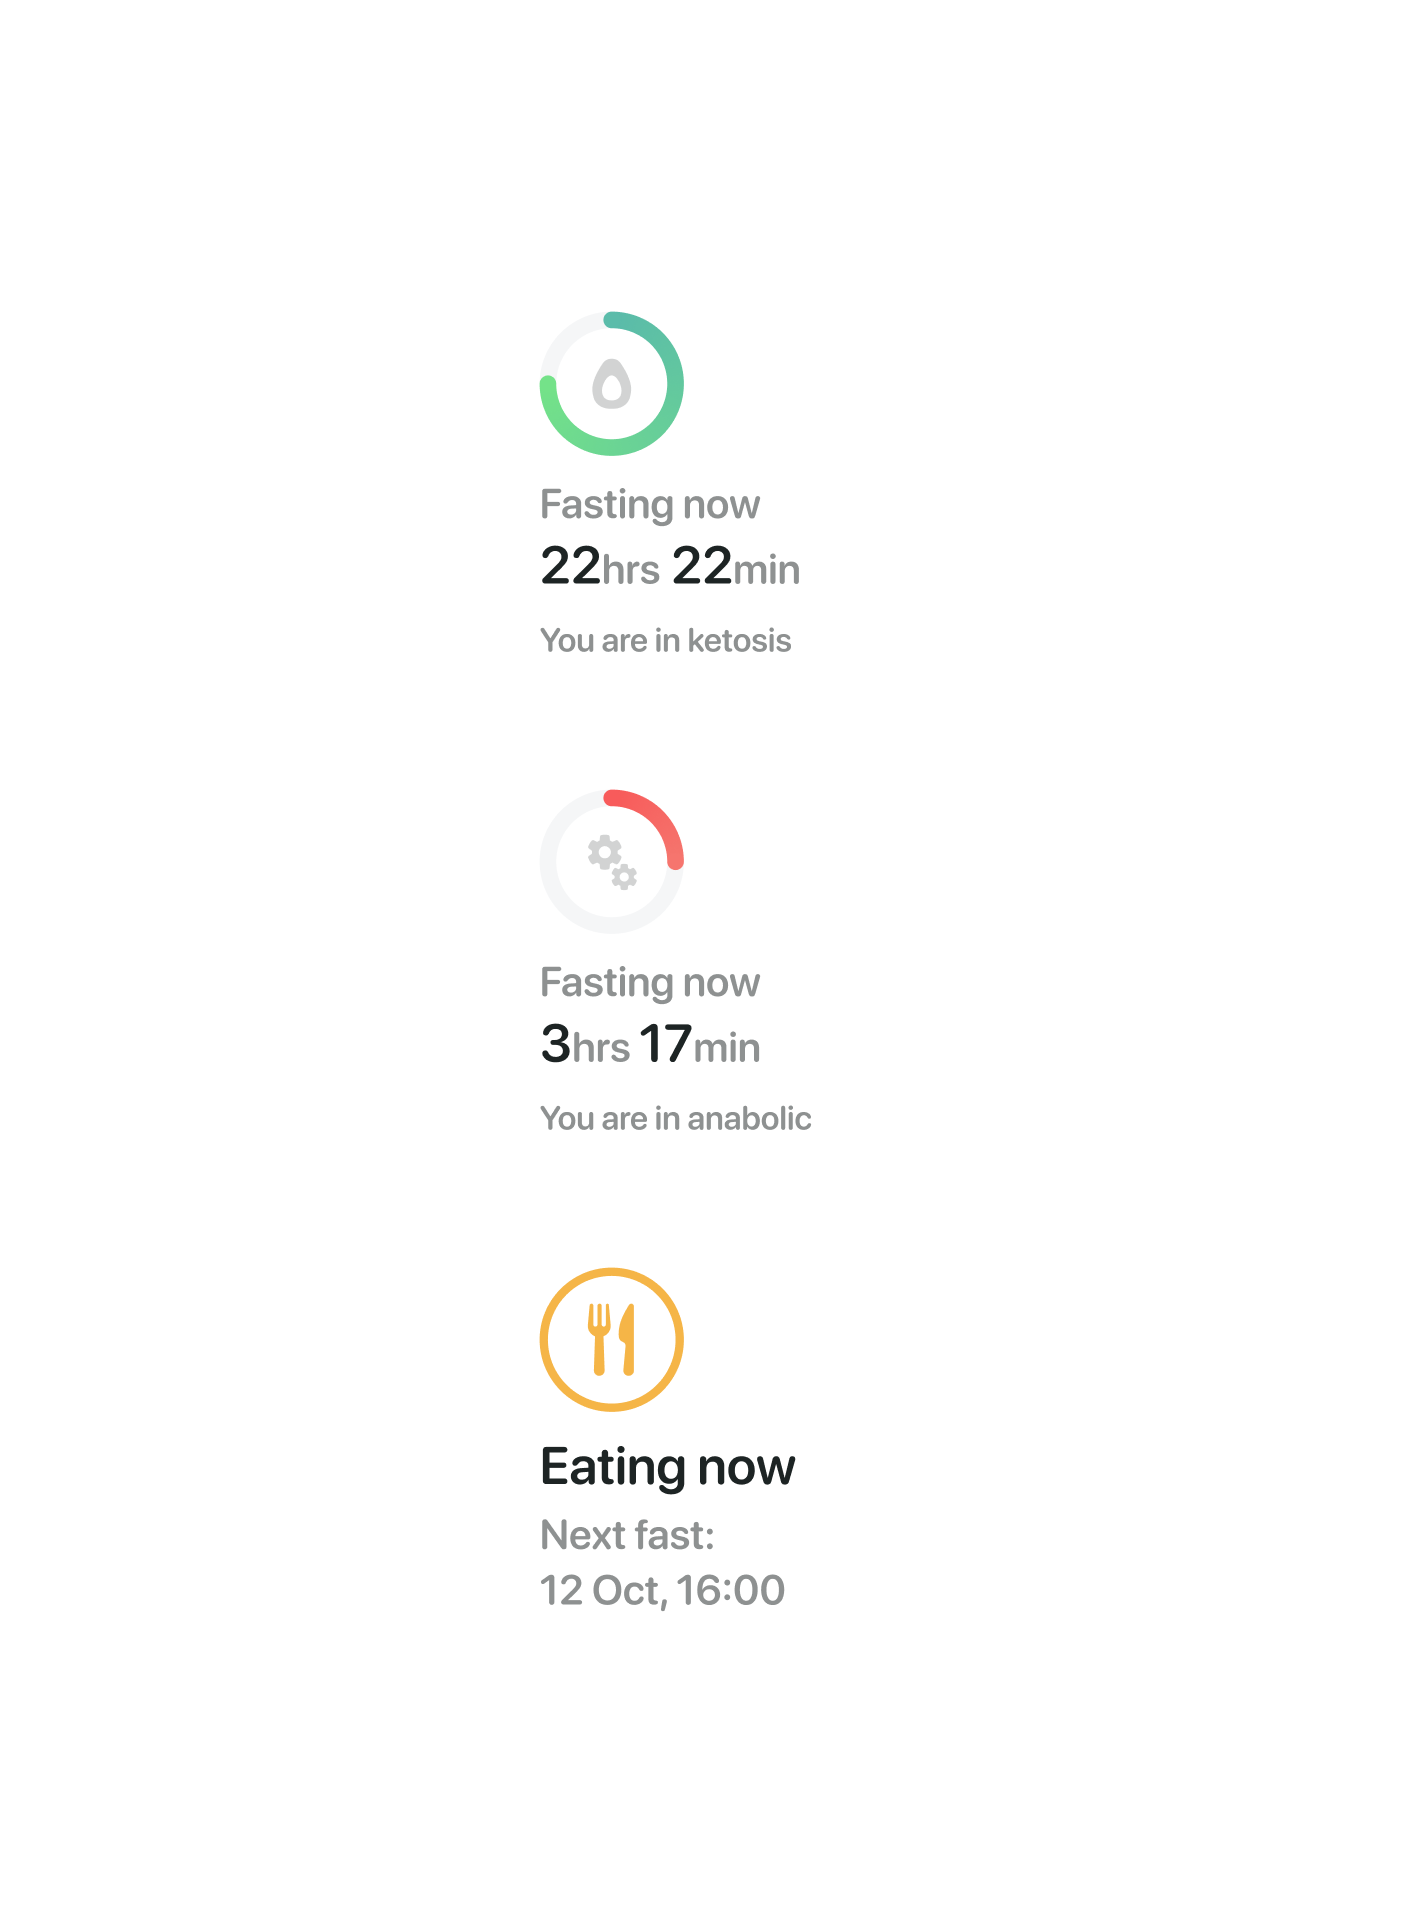 Fasting now
22hrs 22min
You are in ketosis
Fasting now
3hrs 17min
You are in anabolic
Eating now
Next fast:
12 Oct, 16:00